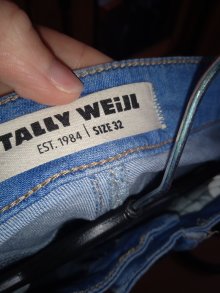 TALLY WEiJL
EST. 1984 | SIZE 32